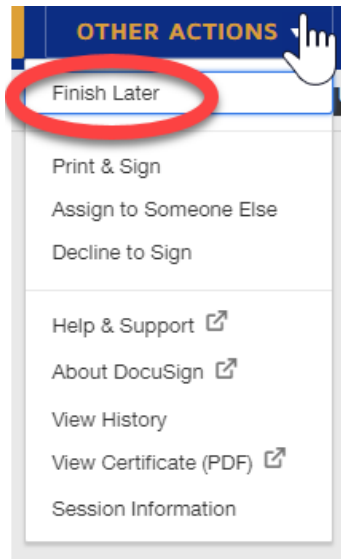 OTHER ACTIONS
Finish Later
Print & Sign
Assign to Someone Else
Decline to Sign
Help & Support
About DocuSign
View History
View Certificate (PDF)
Session Information